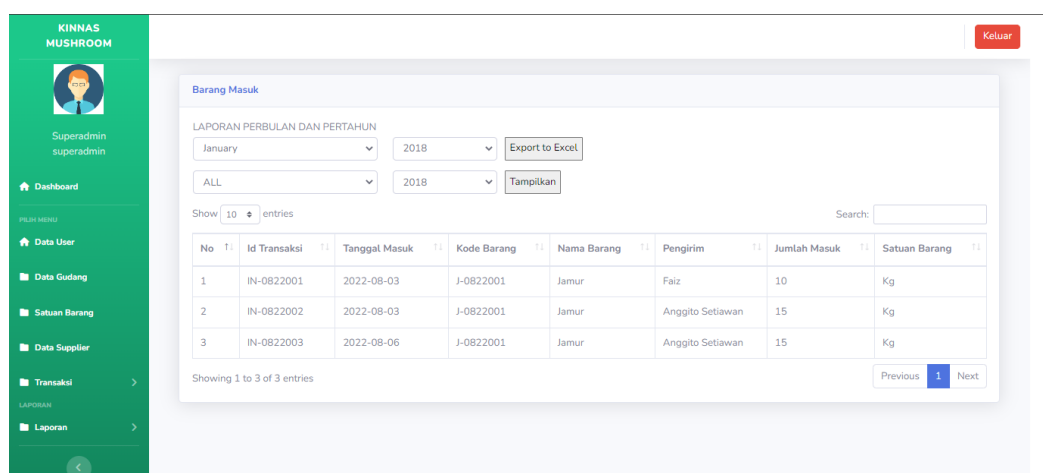 KINNAS
MUSHROOM
Superadmin
superadmin
Dashboard
PILIH MENU
Data User
Data Gudang
Satuan Barang
Data Supplier
Transaksi
LAPORAN
Laporan
Keluar
Barang Masuk
LAPORAN PERBULAN DAN PERTAHUN
January 2018 Export to Excel
ALL 2018 Tampilkan
Show 10 entries Search:
No Id Transaksi Tanggal Masuk Kode Barang Nama Barang Pengirim Jumlah Masuk Satuan Barang
1 IN-0822001 2022-08-03 J-0822001 Jamur Faiz 10 Kg
2 IN-0822002 2022-08-03 J-0822001 Jamur Anggito Setiawan 15 Kg
3 IN-0822003 2022-08-06 J-0822001 Jamur Anggito Setiawan 15 Kg
Showing 1 to 3 of 3 entries Previous 1 Next